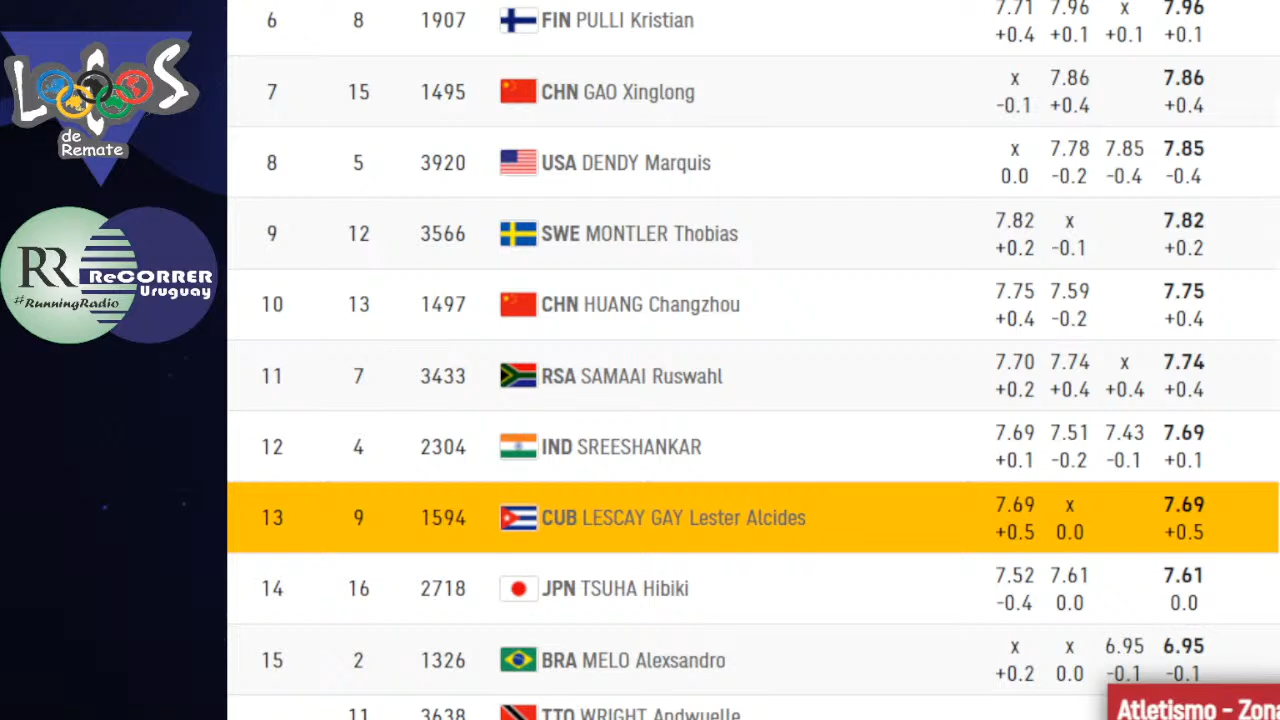 LOCOS
de
Remate
RR
#RunningRadio
ReCORRER
Uruguay
6 8 1907 FIN PULLI Kristian 7.71 7.96 x 7.96
+0.4 +0.1 +0.1 +0.1
7 15 1495 CHN GAO Xinglong x 7.86 7.86
-0.1 +0.4 +0.4
8 5 3920 USA DENDY Marquis x 7.78 7.85 7.85
0.0 -0.2 -0.4 -0.4
9 12 3566 SWE MONTLER Thobias 7.82 x 7.82
+0.2 -0.1 +0.2
10 13 1497 CHN HUANG Changzhou 7.75 7.59 7.75
+0.4 -0.2 +0.4
11 7 3433 RSA SAMAAI Ruswahl 7.70 7.74 x 7.74
+0.2 +0.4 +0.4 +0.4
12 4 2304 IND SREESHANKAR 7.69 7.51 7.43 7.69
+0.1 -0.2 -0.1 +0.1
13 9 1594 CUB LESCAY GAY Lester Alcides 7.69 x 7.69
+0.5 0.0 +0.5
14 16 2718 JPN TSUHA Hibiki 7.52 7.61 7.61
-0.4 0.0 0.0
15 2 1326 BRA MELO Alexsandro x x 6.95 6.95
+0.2 0.0 -0.1 -0.1
11 3638 TTO WRIGHT Andwuelle
Atletismo - Zona